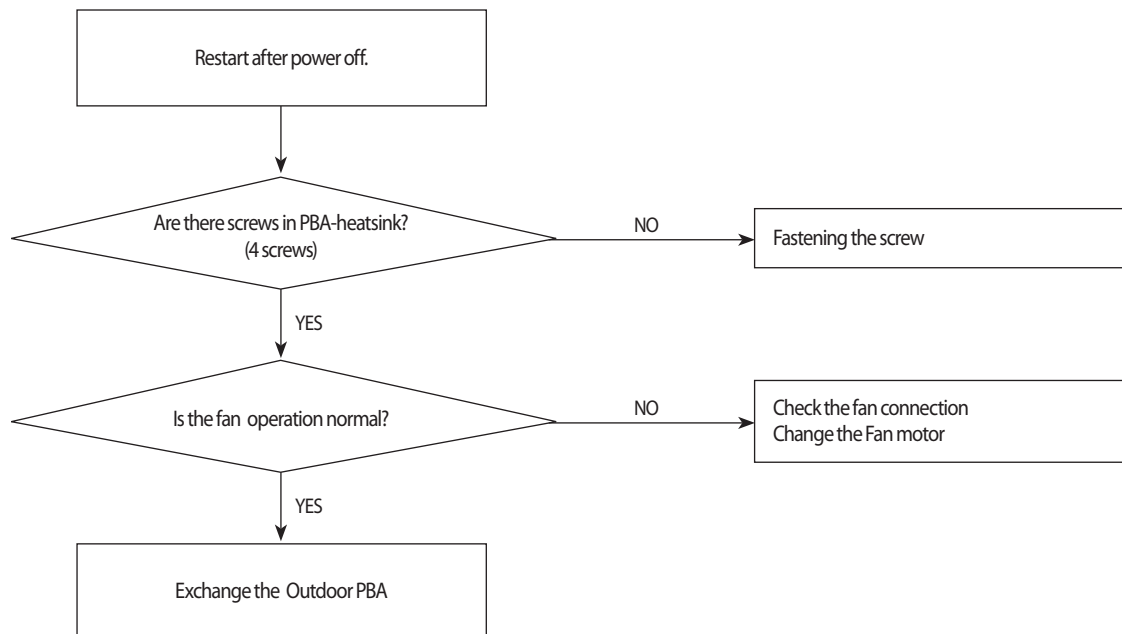 Restart after power off.
Are there screws in PBA-heatsink?
(4 screws)
NO
Fastening the screw
YES
Is the fan operation normal?
NO
Check the fan connection
Change the Fan motor
YES
Exchange the Outdoor PBA